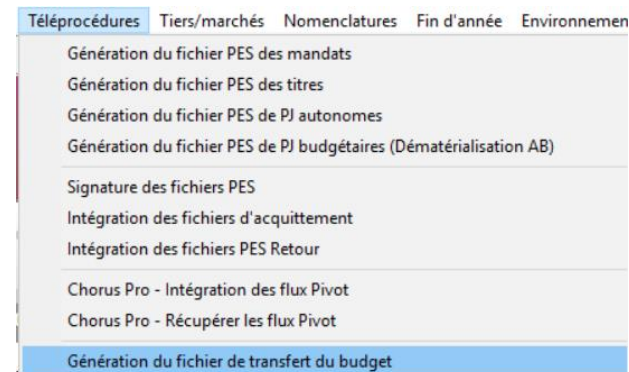 Téléprocédures Tiers/marchés Nomenclatures Fin d'année Environnemen
Génération du fichier PES des mandats
Génération du fichier PES des titres
Génération du fichier PES de PJ autonomes
Génération du fichier PES de PJ budgétaires (Dématérialisation AB)
Signature des fichiers PES
Intégration des fichiers d'acquittement
Intégration des fichiers PES Retour
Chorus Pro - Intégration des flux Pivot
Chorus Pro - Récupérer les flux Pivot
Génération du fichier de transfert du budget